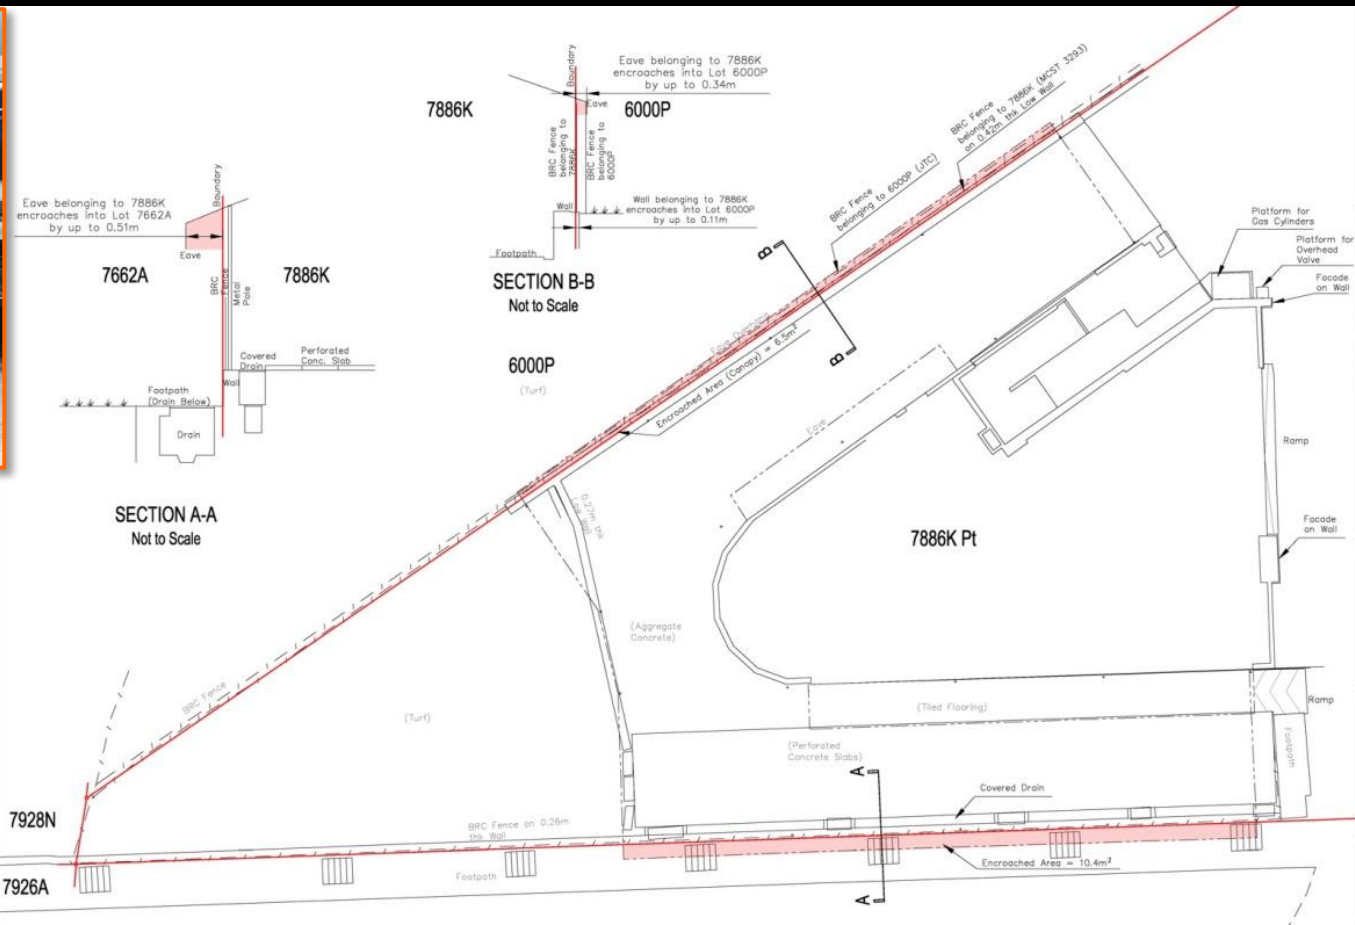 Eave belonging to 7886K
encroaches into Lot 6000P
by up to 0.34m
Boundary
7886K
Eave
6000P
BRC Fence
belonging to
7886K
BRC Fence
belonging to
6000P
Wall
Wall belonging to 7886K
encroaches into Lot 6000P
by up to 0.11m
Footpath
SECTION B-B
Not to Scale
Boundary
Eave belonging to 7886K
encroaches into Lot 7662A
by up to 0.51m
Eave
7662A
7886K
BRC
Fence
Metal
Pole
Covered
Drain
Perforated
Conc. Slab
Wall
Footpath
(Drain Below)
Drain
SECTION A-A
Not to Scale
BRC Fence
belonging to 7886K (MCST 3293)
on 0.42m thk Low Wall
BRC Fence
belonging to 6000P (JTC)
B
B
Platform for
Gas Cylinders
Platform for
Overhead
Valve
Facade
on Wall
Eave Overhang
Encroached Area (Canopy) = 6.5m²
6000P
(Turf)
Eave
Ramp
0.27m thk
Low Wall
7886K Pt
Facade
on Wall
(Aggregate
Concrete)
BRC Fence
(Turf)
(Tiled Flooring)
Ramp
(Perforated
Concrete Slabs)
Footpath
A
Covered Drain
7928N
BRC Fence on 0.26m
thk Wall
Footpath
Encroached Area = 10.4m²
7926A
A